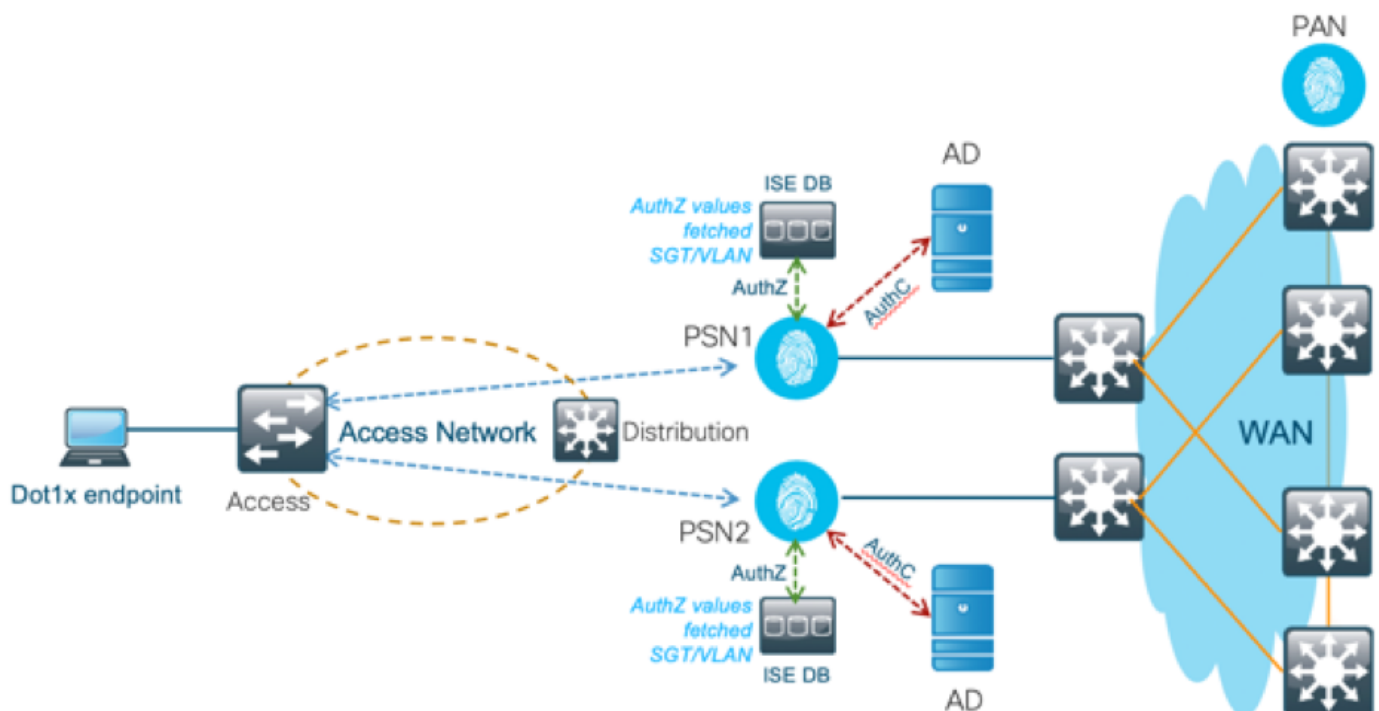 PAN
AD
ISE DB
AuthZ values
fetched
SGT/VLAN
AuthZ
AuthC
PSN1
Access Network
Distribution
WAN
Dot1x endpoint
Access
PSN2
AuthZ
AuthC
AuthZ values
fetched
SGT/VLAN
ISE DB
AD